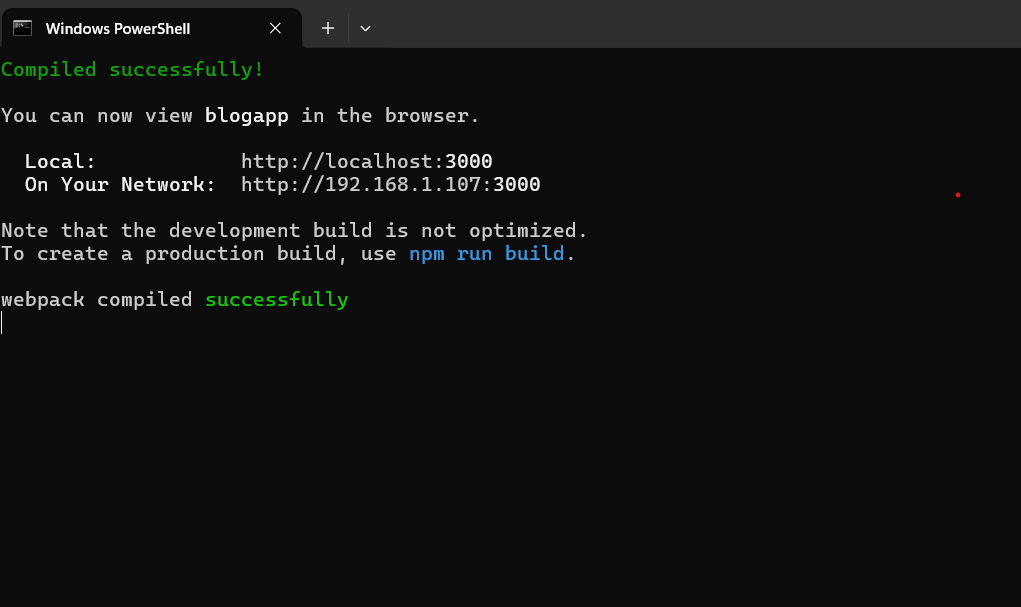 Windows PowerShell
Compiled successfully!
You can now view blogapp in the browser.
Local: http://localhost:3000
On Your Network: http://192.168.1.107:3000
Note that the development build is not optimized.
To create a production build, use npm run build.
webpack compiled successfully